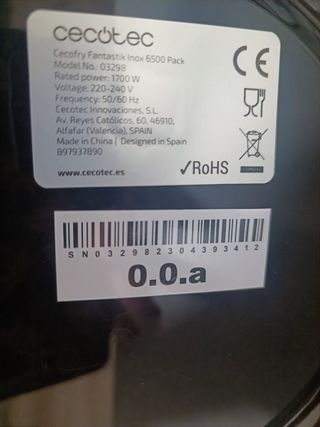 cecotec
Cecofry Fantastik Inox 6500 Pack
Model No.: 03298
Rated power: 1700 W
Voltage: 220-240 V
Frequency: 50/60 Hz
Cecotec Innovaciones, S.L.
Av. Reyes Católicos, 60, 46910,
Alfafar (Valencia), SPAIN
Made in China | Designed in Spain
B97937890
www.cecotec.es
CE
✓RoHS
SN032982304393412
0.0.a